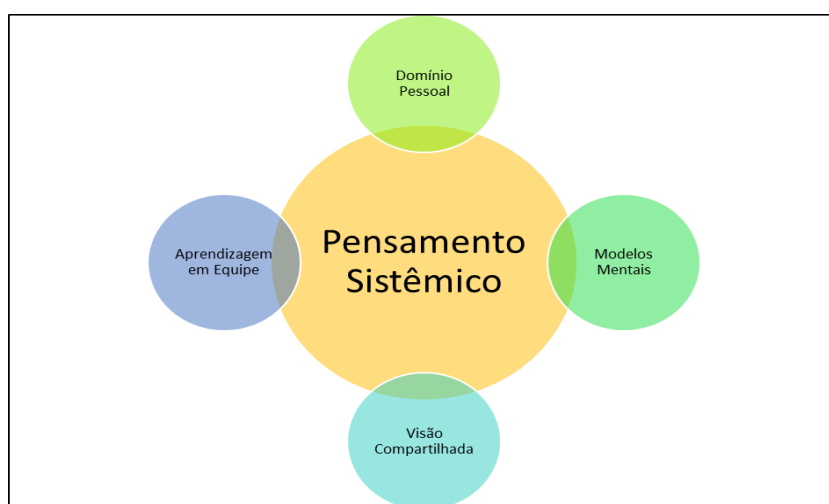 Domínio
Pessoal
Pensamento
Sistêmico
Aprendizagem
em Equipe
Modelos
Mentais
Visão
Compartilhada